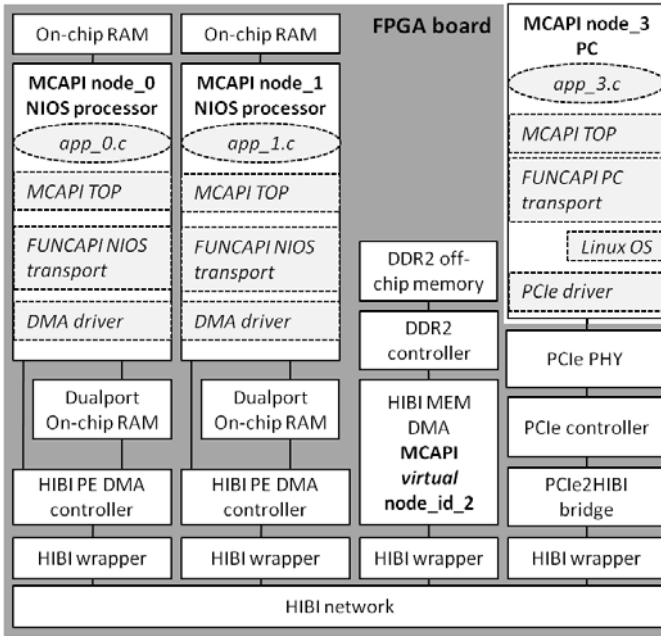 On-chip RAM
MCAPI node_0
NIOS processor
app_0.c
MCAPI TOP
FUNCAPI NIOS
transport
DMA driver
Dualport
On-chip RAM
HIBI PE DMA
controller
HIBI wrapper
On-chip RAM
MCAPI node_1
NIOS processor
app_1.c
MCAPI TOP
FUNCAPI NIOS
transport
DMA driver
Dualport
On-chip RAM
HIBI PE DMA
controller
HIBI wrapper
FPGA board
DDR2 off-
chip memory
DDR2
controller
HIBI MEM
DMA
MCAPI
virtual
node_id_2
HIBI wrapper
MCAPI node_3
PC
app_3.c
MCAPI TOP
FUNCAPI PC
transport
Linux OS
PCIe driver
PCIe PHY
PCIe controller
PCIe2HIBI
bridge
HIBI wrapper
HIBI network